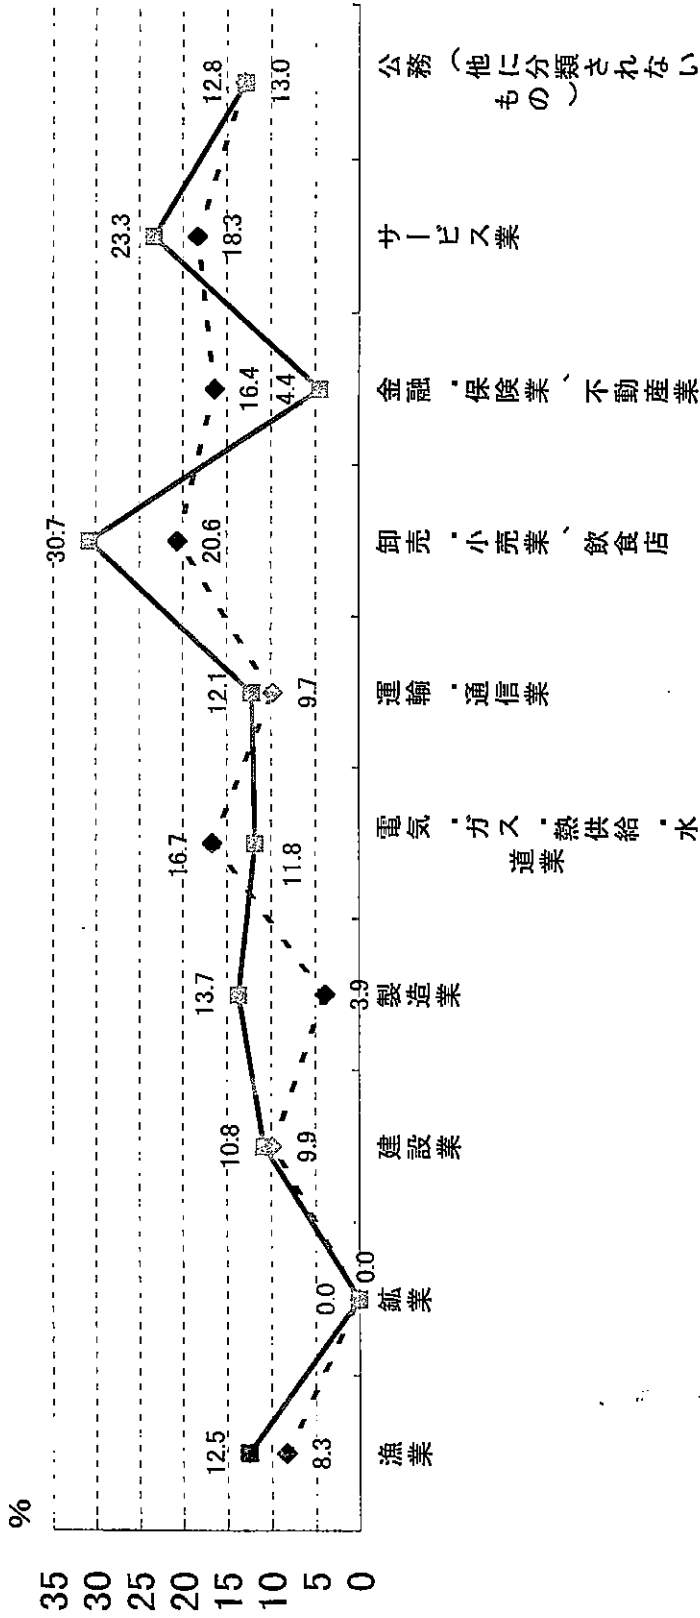 %
35
30
25
20
15
10
5
0
12.5
8.3
0.0
0.0
10.8
9.9
13.7
3.9
16.7
11.8
12.1
9.7
30.7
20.6
16.4
4.4
23.3
18.3
12.8
13.0
漁業
鉱業
建設業
製造業
電気・ガス・熱供給・水
道業
運輸・通信業
卸売・小売業、飲食店
金融・保険業、不動産業
サービス業
公務(他に分類されない
もの)